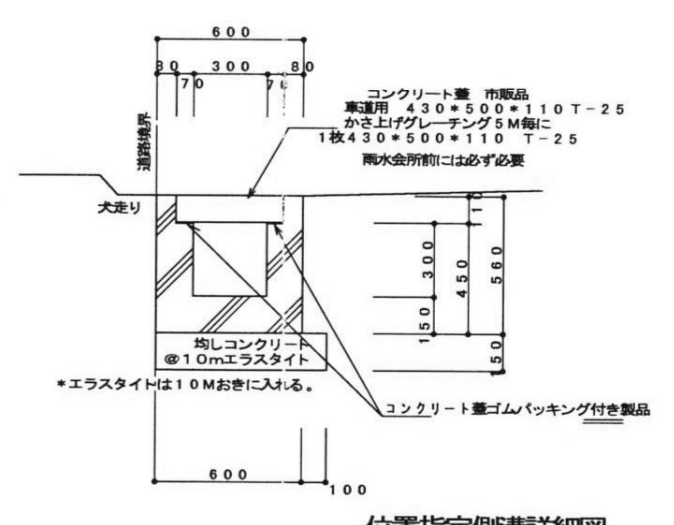 600
80
300
80
70
コンクリート蓋 市販品
車道用 430*500*110 T-25
かさ上げグレーチング5M毎に
1枚430*500*110 T-25
雨水会所前には必ず必要
道路境界
犬走り
110
300
450
560
150
150
均しコンクリート
@10mエラスタイト
*エラスタイトは10Mおきに入れる。
コンクリート蓋ゴムパッキング付き製品
600
100
位置指定側溝詳細図